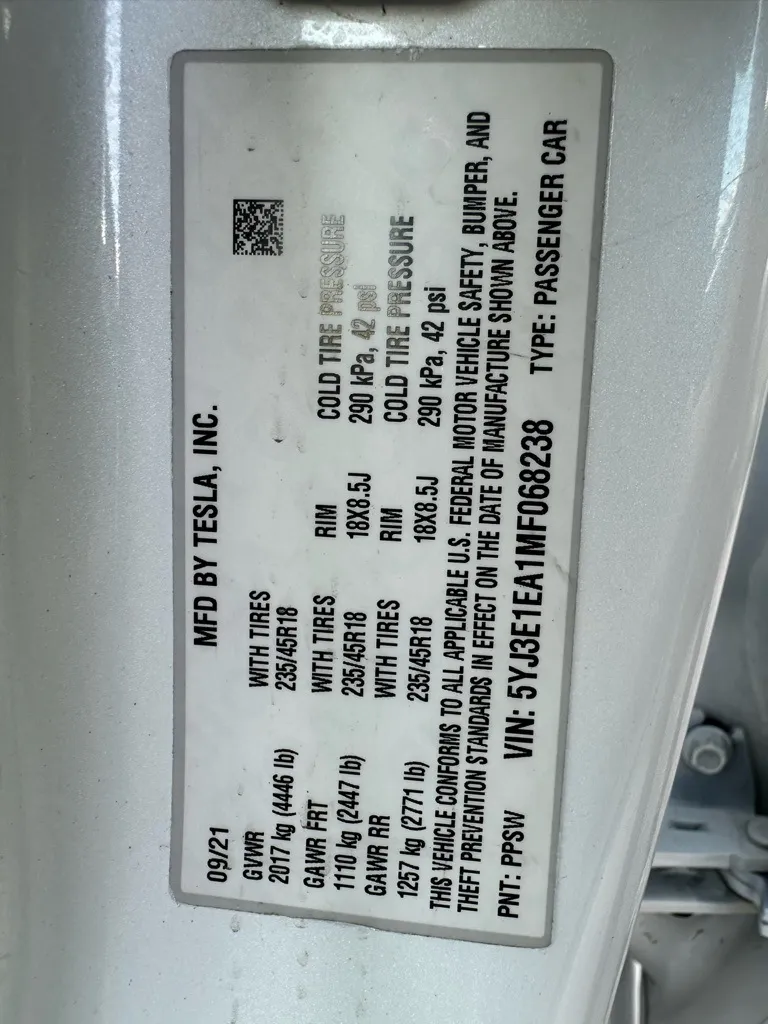 MFD BY TESLA, INC.
09/21
GVWR WITH TIRES
2017 kg (4446 lb) 235/45R18
GAWR FRT WITH TIRES RIM COLD TIRE PRESSURE
1110 kg (2447 lb) 235/45R18 18X8.5J 290 kPa, 42 psi
GAWR RR WITH TIRES RIM COLD TIRE PRESSURE
1257 kg (2771 lb) 235/45R18 18X8.5J 290 kPa, 42 psi
THIS VEHICLE CONFORMS TO ALL APPLICABLE U.S. FEDERAL MOTOR VEHICLE SAFETY, BUMPER, AND
THEFT PREVENTION STANDARDS IN EFFECT ON THE DATE OF MANUFACTURE SHOWN ABOVE.
PNT: PPSW VIN: 5YJ3E1EA1MF068238 TYPE: PASSENGER CAR